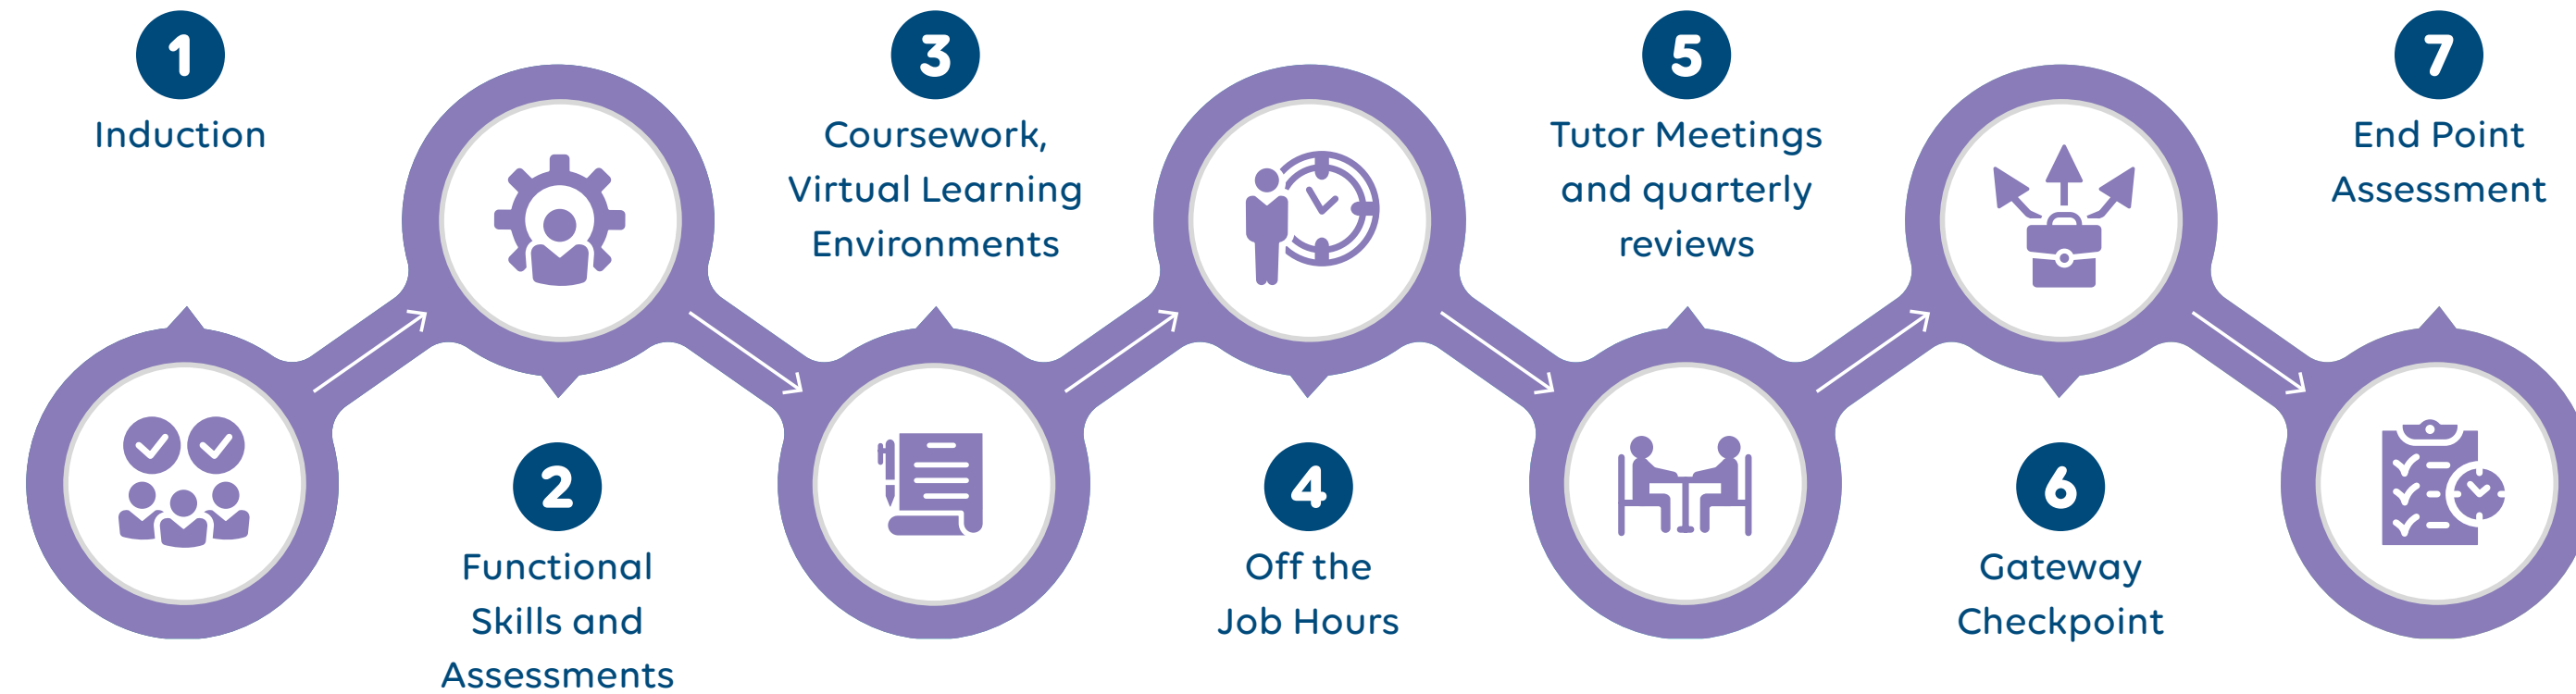 1
Induction
2
Functional
Skills and
Assessments
3
Coursework,
Virtual Learning
Environments
4
Off the
Job Hours
5
Tutor Meetings
and quarterly
reviews
6
Gateway
Checkpoint
7
End Point
Assessment